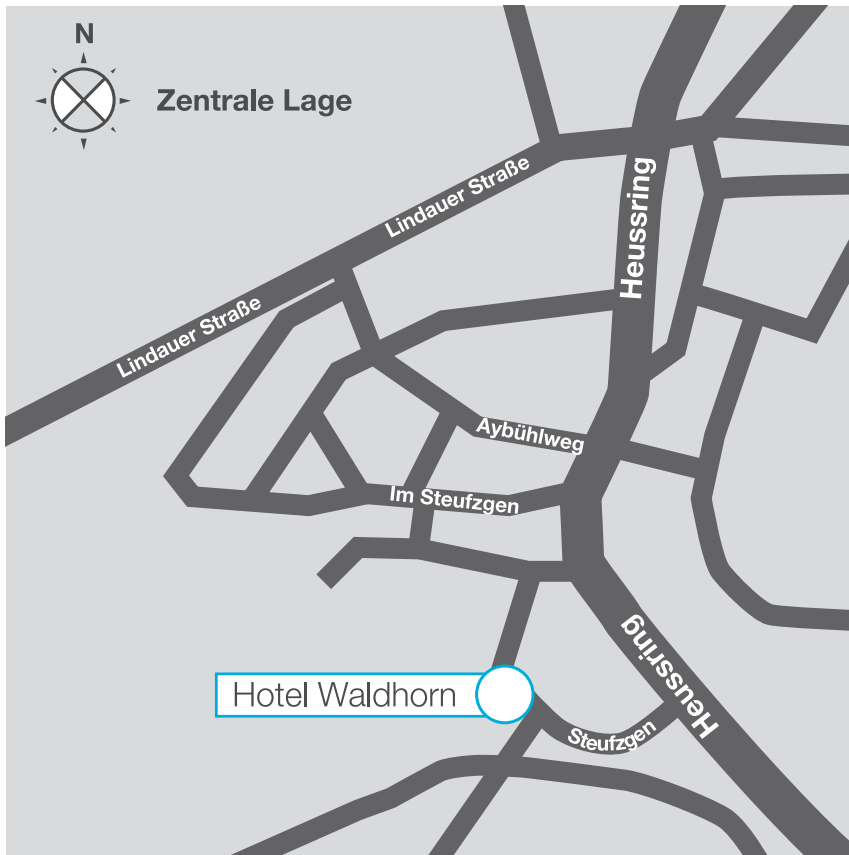 N
Zentrale Lage
Lindauer Straße
Heussring
Lindauer Straße
Aybühlweg
Im Steufzgen
Heussring
Hotel Waldhorn
Steufzgen